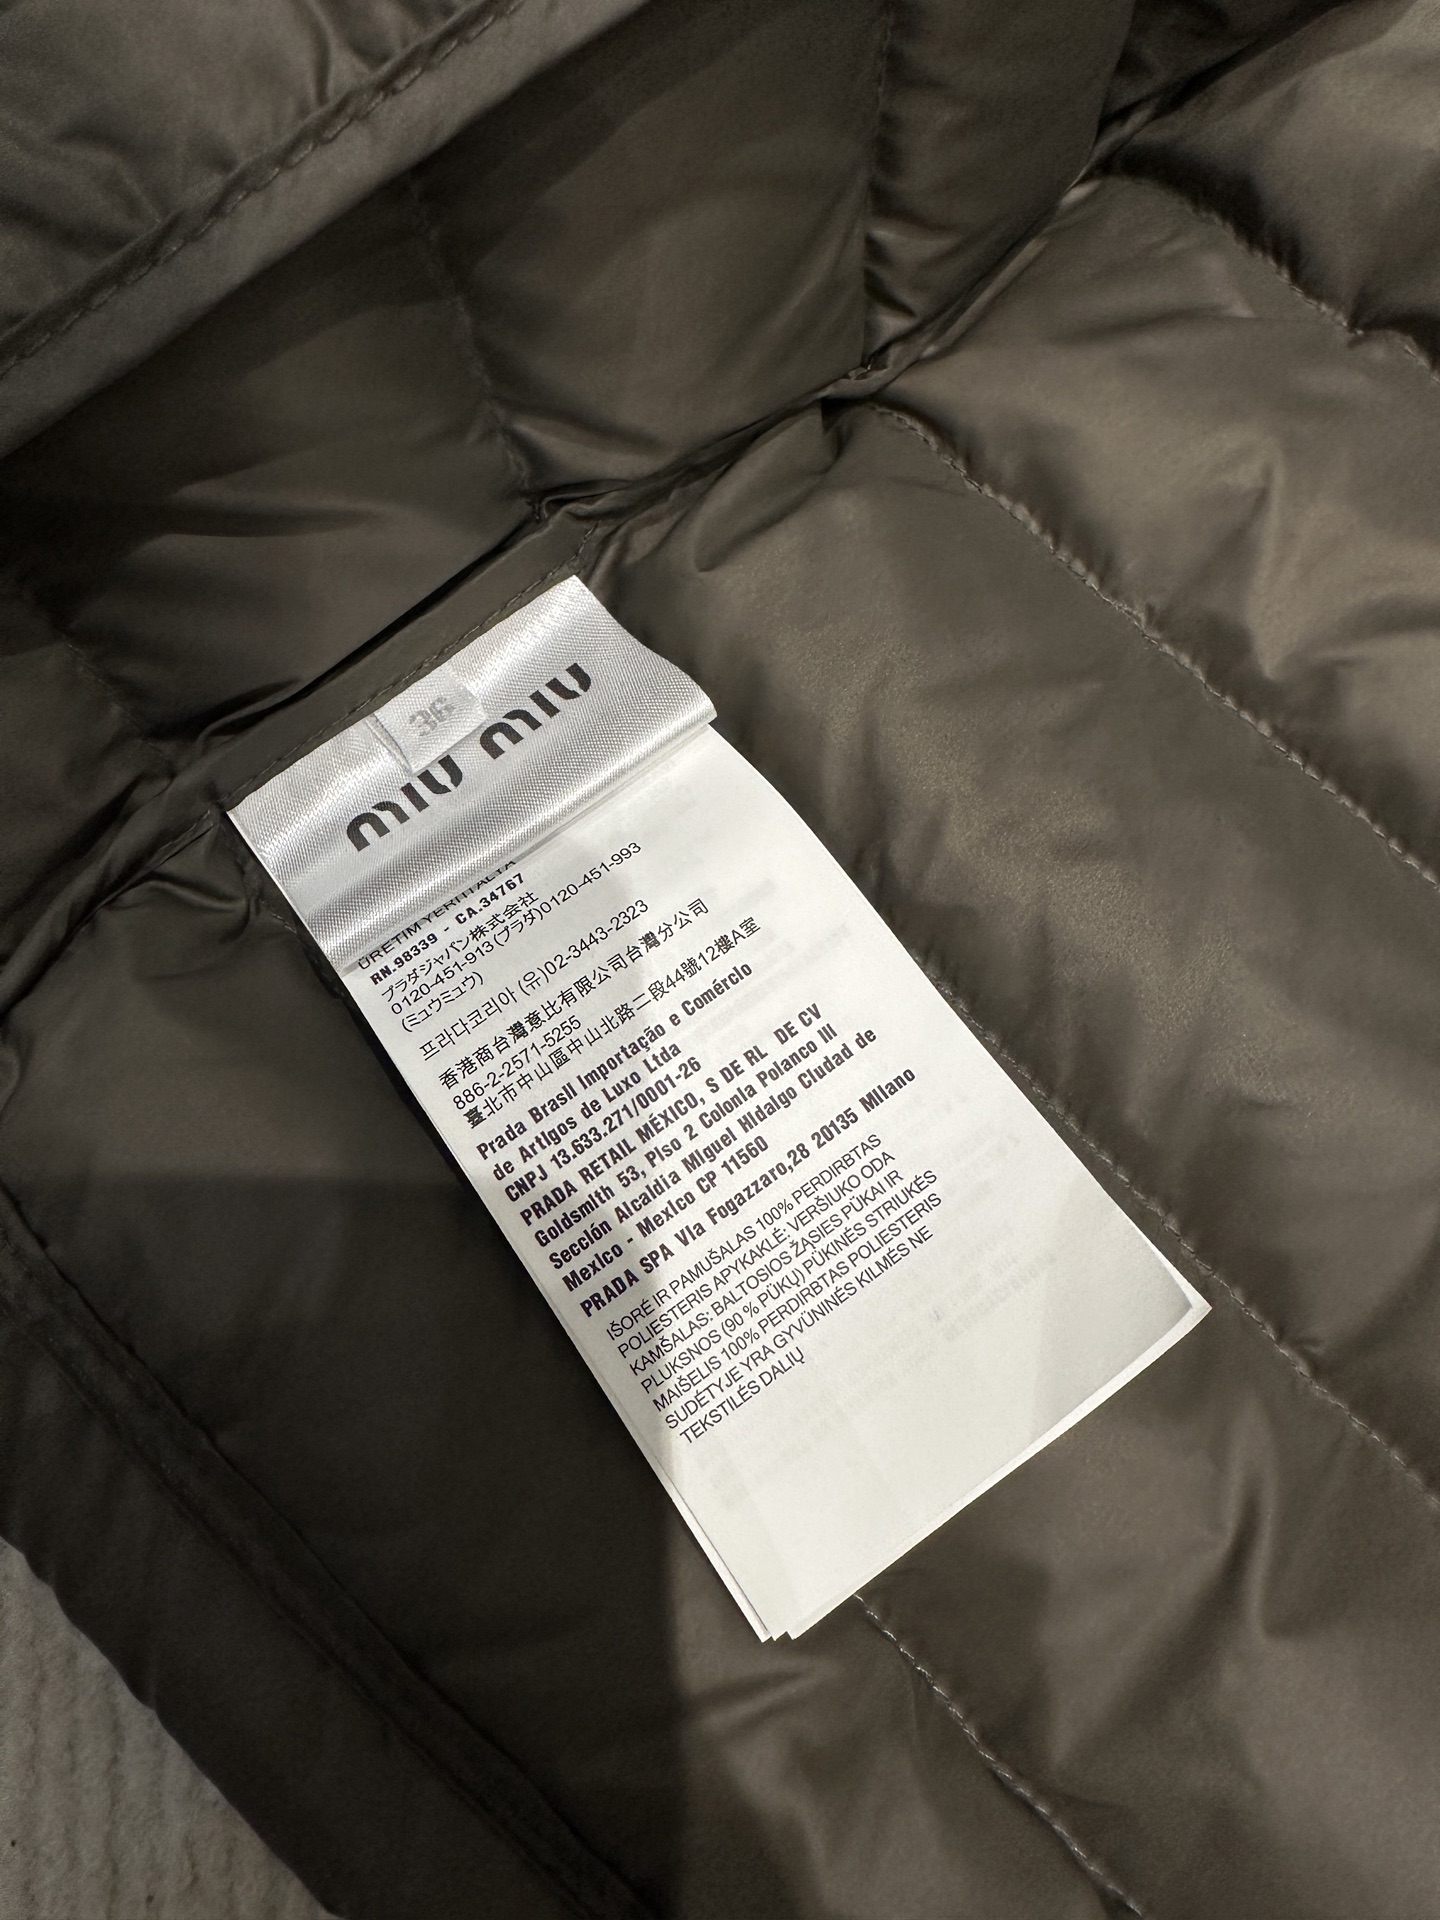 36
MIU MIU
ÜRETİM YERİ İTALYA
RN.98339 - CA.34767
プラダジャパン株式会社
0120-451-913(プラダ)0120-451-993
(ミュウミュウ)
프라다코리아 (유)02-3443-2323
香港商台灣意比有限公司台灣分公司
886-2-2571-5255
臺北市中山區中山北路二段44號12樓A室
Prada Brasil Importação e Comércio
de Artigos de Luxo Ltda
CNPJ 13.633.271/0001-26
PRADA RETAIL MÉXICO, S DE RL DE CV
Goldsmith 53, Piso 2 Colonia Polanco III
Sección Alcaldia Miguel Hidalgo Ciudad de
Mexico - Mexico CP 11560
PRADA SPA Via Fogazzaro,28 20135 Milano
IŠORĖ IR PAMUŠALAS 100% PERDIRBTAS
POLIESTERIS APYKAKLĖ: VERŠIUKO ODA
KAMŠALAS: BALTOSIOS ŽĄSIES PŪKAI IR
PLUKSNOS (90 % PŪKŲ) PŪKINĖS STRIUKĖS
MAIŠELIS 100% PERDIRBTAS POLIESTERIS
SUDĖTYJE YRA GYVŪNINĖS KILMĖS NE
TEKSTILĖS DALIŲ